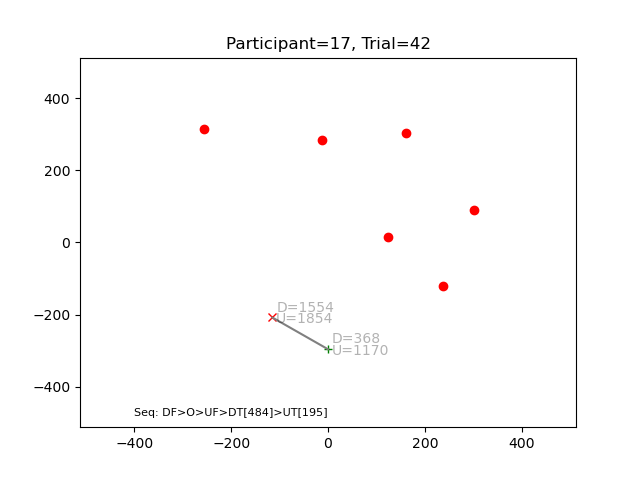 Participant=17, Trial=42
400
200
0
−200
−400
D=1554
U=1854
D=368
U=1170
Seq: DF>O>UF>DT[484]>UT[195]
−400
−200
0
200
400